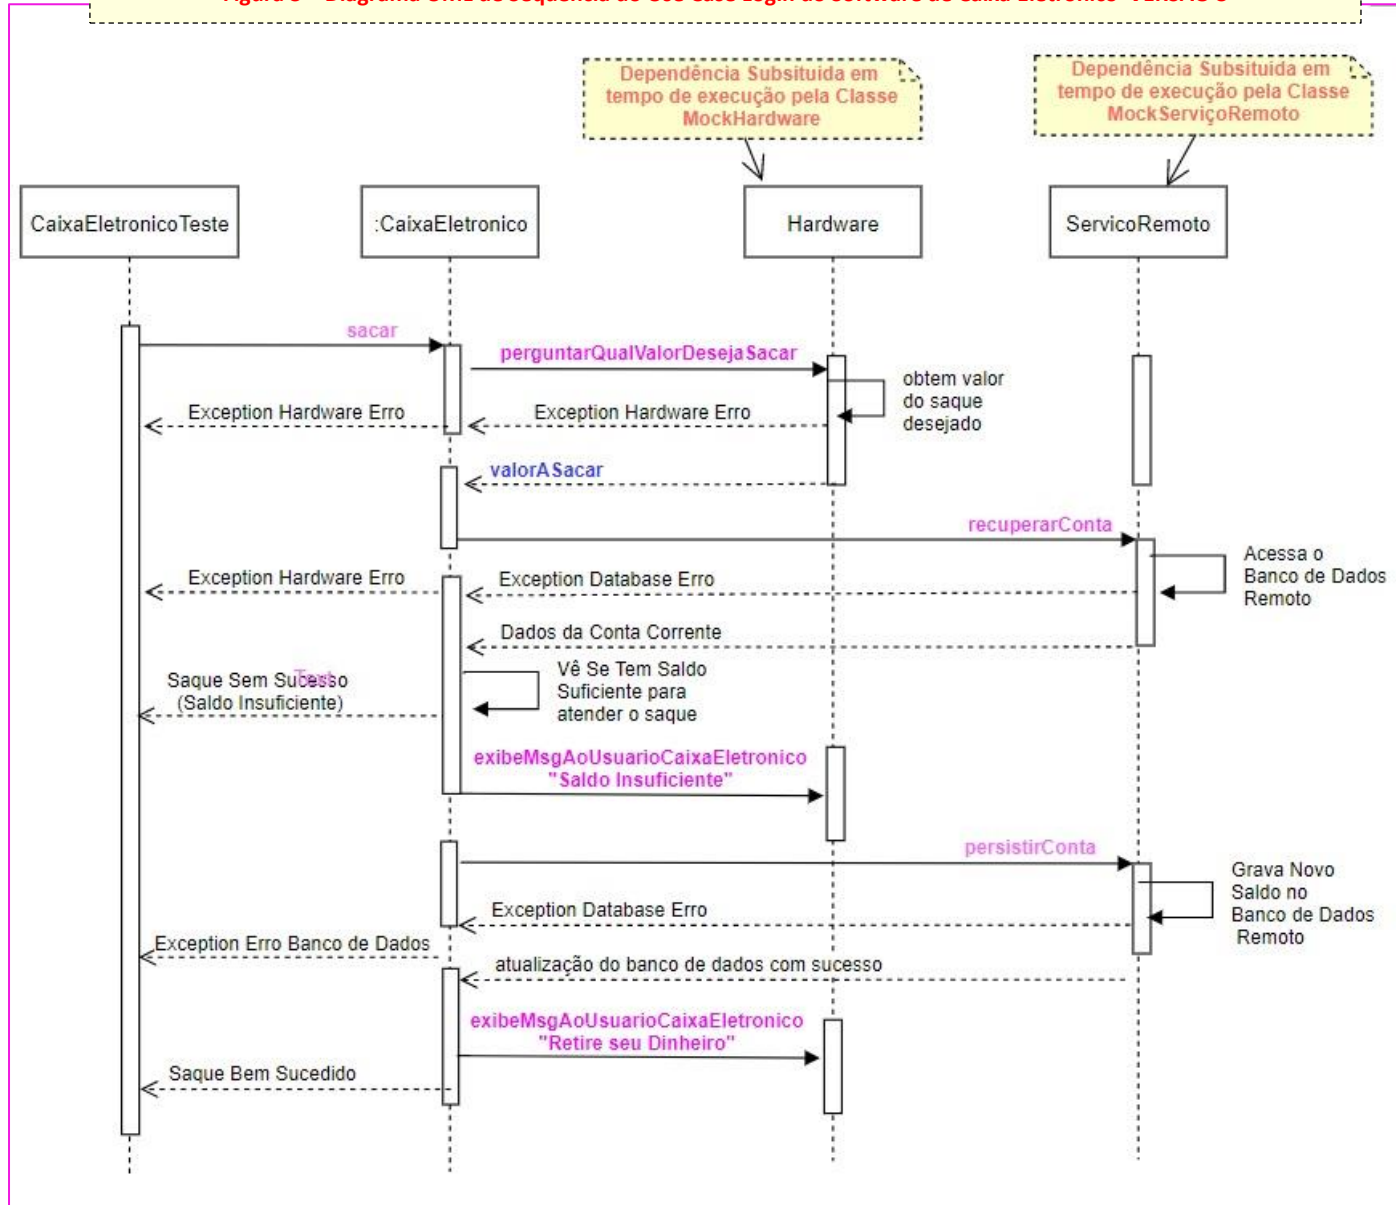 Dependência Subsituida em
tempo de execução pela Classe
MockHardware
Dependência Subsituida em
tempo de execução pela Classe
MockServiçoRemoto
CaixaEletronicoTeste
:CaixaEletronico
Hardware
ServicoRemoto
sacar
perguntarQualValorDesejaSacar
obtem valor
do saque
desejado
Exception Hardware Erro
Exception Hardware Erro
valorASacar
recuperarConta
Acessa o
Banco de Dados
Remoto
Exception Hardware Erro
Exception Database Erro
Dados da Conta Corrente
Vê Se Tem Saldo
Suficiente para
atender o saque
Saque Sem Sucesso
Text
(Saldo Insuficiente)
exibeMsgAoUsuarioCaixaEletronico
"Saldo Insuficiente"
persistirConta
Grava Novo
Saldo no
Banco de Dados
Remoto
Exception Database Erro
Exception Erro Banco de Dados
atualização do banco de dados com sucesso
exibeMsgAoUsuarioCaixaEletronico
"Retire seu Dinheiro"
Saque Bem Sucedido